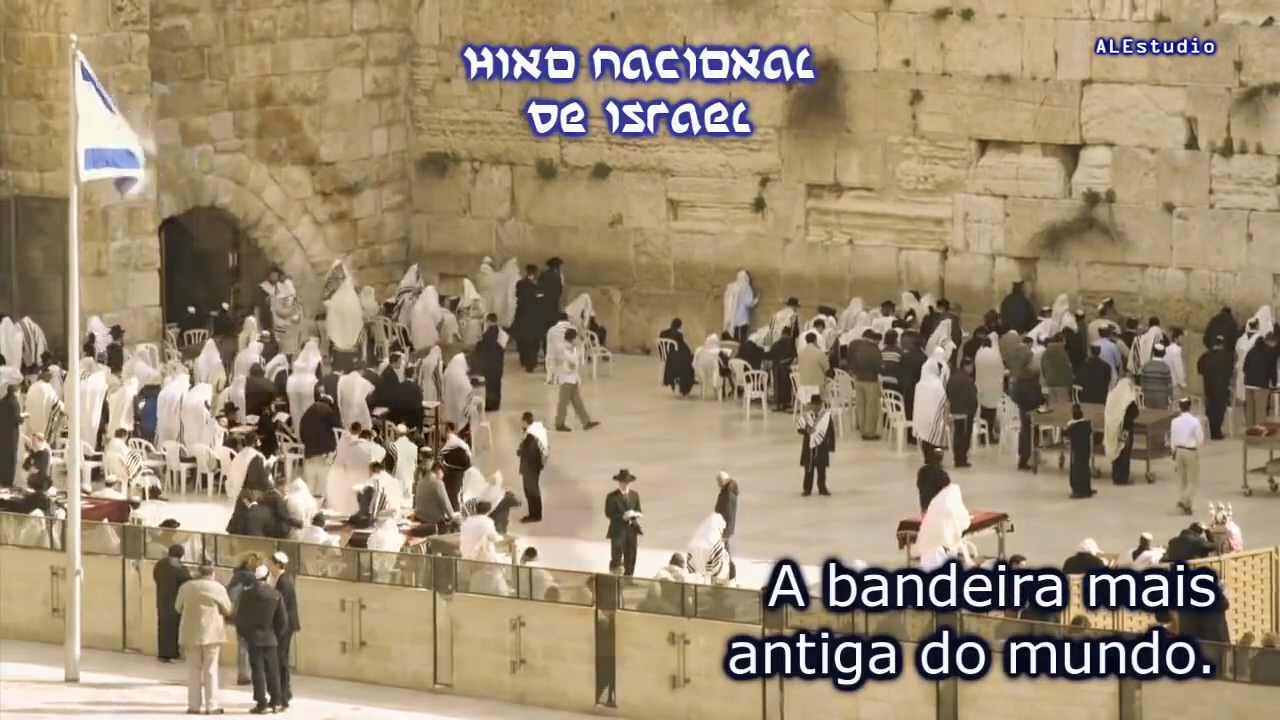 HINO NACIONAL
DE ISRAEL
ALEstudio
A bandeira mais
antiga do mundo.